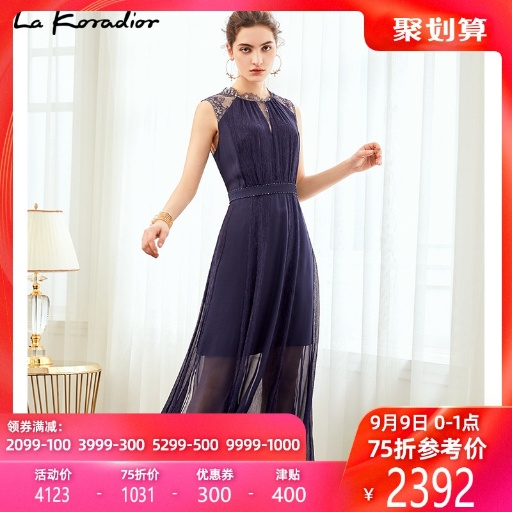 La Koradior
聚划算
领券满减:
2099-100 3999-300 5299-500 9999-1000
活动价 75折价 优惠券 津贴
4123 - 1031 - 300 - 400
9月9日 0-1点
75折参考价
¥ 2392